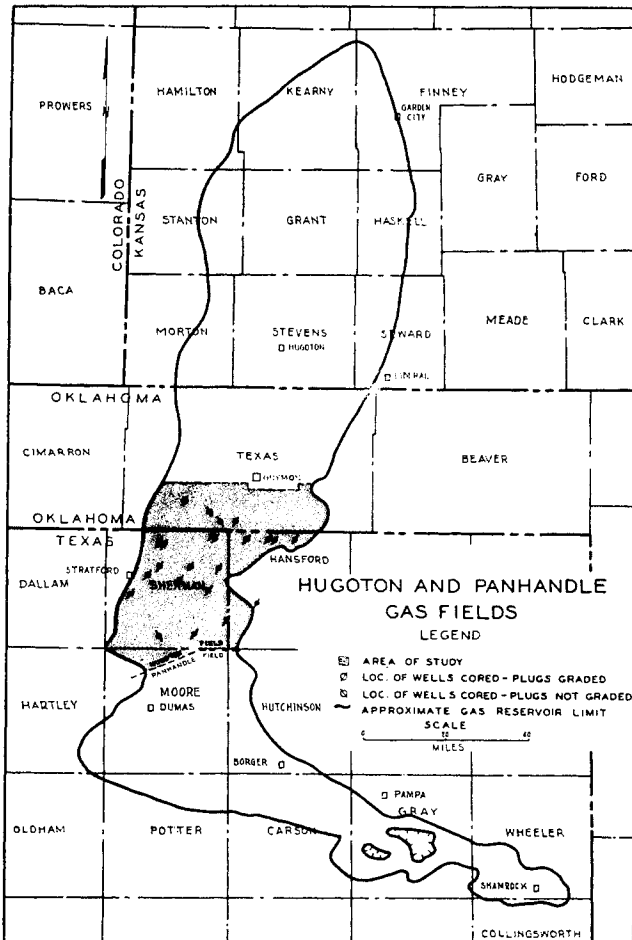 HODGEMAN
PROWERS
HAMILTON
KEARNY
FINNEY
GARDEN
CITY
GRAY
FORD
COLORADO
KANSAS
STANTON
GRANT
HASKELL
BACA
MORTON
STEVENS
HUGOTON
SEWARD
MEADE
CLARK
OKLAHOMA
CIMARRON
TEXAS
GUYMON
BEAVER
OKLAHOMA
TEXAS
HANSFORD
DALLAM
STRATFORD
SHERMAN
HUGOTON AND PANHANDLE
GAS FIELDS
LEGEND
AREA OF STUDY
LOC. OF WELLS CORED-PLUGS GRADED
LOC. OF WELLS CORED-PLUGS NOT GRADED
APPROXIMATE GAS RESERVOIR LIMIT
SCALE
0 20 40
MILES
FIELD
PANHANDLE FIELD
HARTLEY
MOORE
DUMAS
HUTCHINSON
BORGER
PAMPA
GRAY
OLDHAM
POTTER
CARSON
WHEELER
SHAMROCK
COLLINGSWORTH